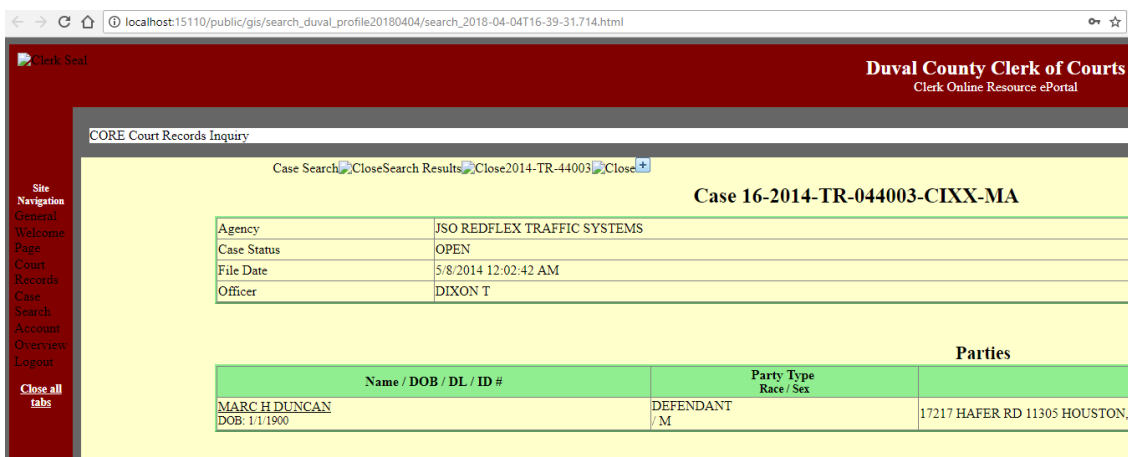 localhost:15110/public/gis/search_duval_profile20180404/search_2018-04-04T16-39-31.714.html
Clerk Seal
Duval County Clerk of Courts
Clerk Online Resource ePortal
CORE Court Records Inquiry
Case Search Close Search Results Close 2014-TR-44003 Close
Site
Navigation
General
Welcome
Page
Court
Records
Case
Search
Account
Overview
Logout
Close all
tabs
Case 16-2014-TR-044003-CIXX-MA
Agency JSO REDFLEX TRAFFIC SYSTEMS
Case Status OPEN
File Date 5/8/2014 12:02:42 AM
Officer DIXON T
Parties
Name / DOB / DL / ID # Party Type
Race / Sex
MARC H DUNCAN DEFENDANT
DOB: 1/1/1900 / M 17217 HAFER RD 11305 HOUSTON,